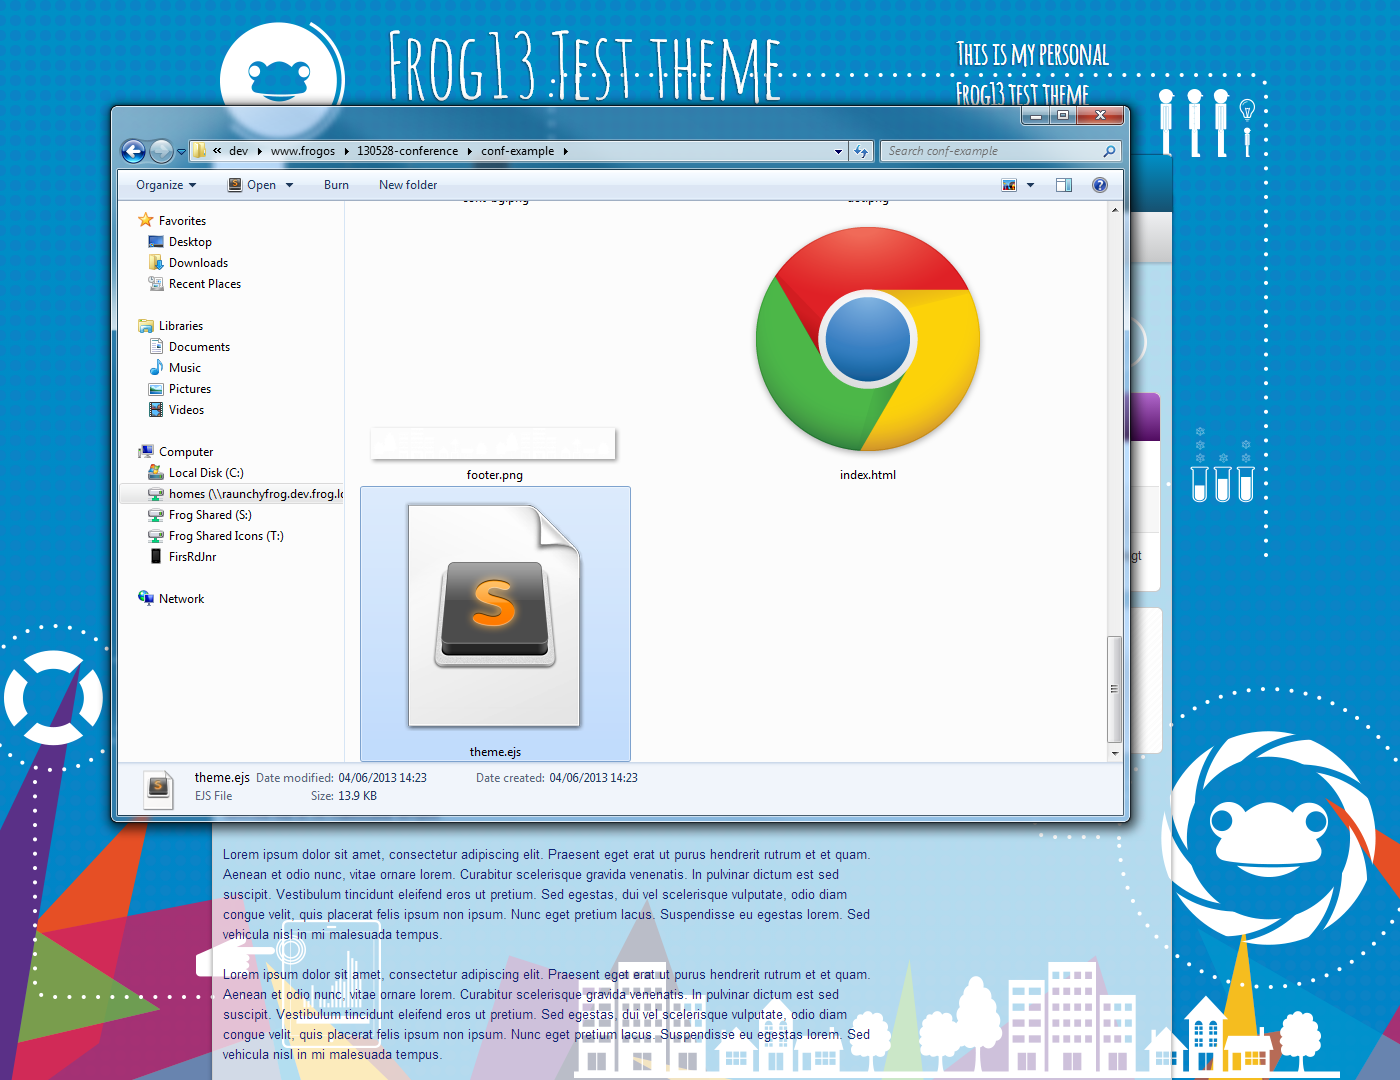 Frog13 Test theme
This is my personal
Frog13 test theme
« dev www.frogos 130528-conference conf-example
Search conf-example
Organize Open Burn New folder
Favorites
Desktop
Downloads
Recent Places
Libraries
Documents
Music
Pictures
Videos
Computer
Local Disk (C:)
homes (\\raunchyfrog.dev.frog.lo
Frog Shared (S:)
Frog Shared Icons (T:)
FirsRdJnr
Network
footer.png
index.html
S
theme.ejs
gt
theme.ejs Date modified: 04/06/2013 14:23 Date created: 04/06/2013 14:23
EJS File Size: 13.9 KB
Lorem ipsum dolor sit amet, consectetur adipiscing elit. Praesent eget erat ut purus hendrerit rutrum et et quam.
Aenean et odio nunc, vitae ornare lorem. Curabitur scelerisque gravida venenatis. In pulvinar dictum est sed
suscipit. Vestibulum tincidunt eleifend eros ut pretium. Sed egestas, dui vel scelerisque vulputate, odio diam
congue velit, quis placerat felis ipsum non ipsum. Nunc eget pretium lacus. Suspendisse eu egestas lorem. Sed
vehicula nisl in mi malesuada tempus.
Lorem ipsum dolor sit amet, consectetur adipiscing elit. Praesent eget erat ut purus hendrerit rutrum et et quam.
Aenean et odio nunc, vitae ornare lorem. Curabitur scelerisque gravida venenatis. In pulvinar dictum est sed
suscipit. Vestibulum tincidunt eleifend eros ut pretium. Sed egestas, dui vel scelerisque vulputate, odio diam
congue velit, quis placerat felis ipsum non ipsum. Nunc eget pretium lacus. Suspendisse eu egestas lorem. Sed
vehicula nisl in mi malesuada tempus.